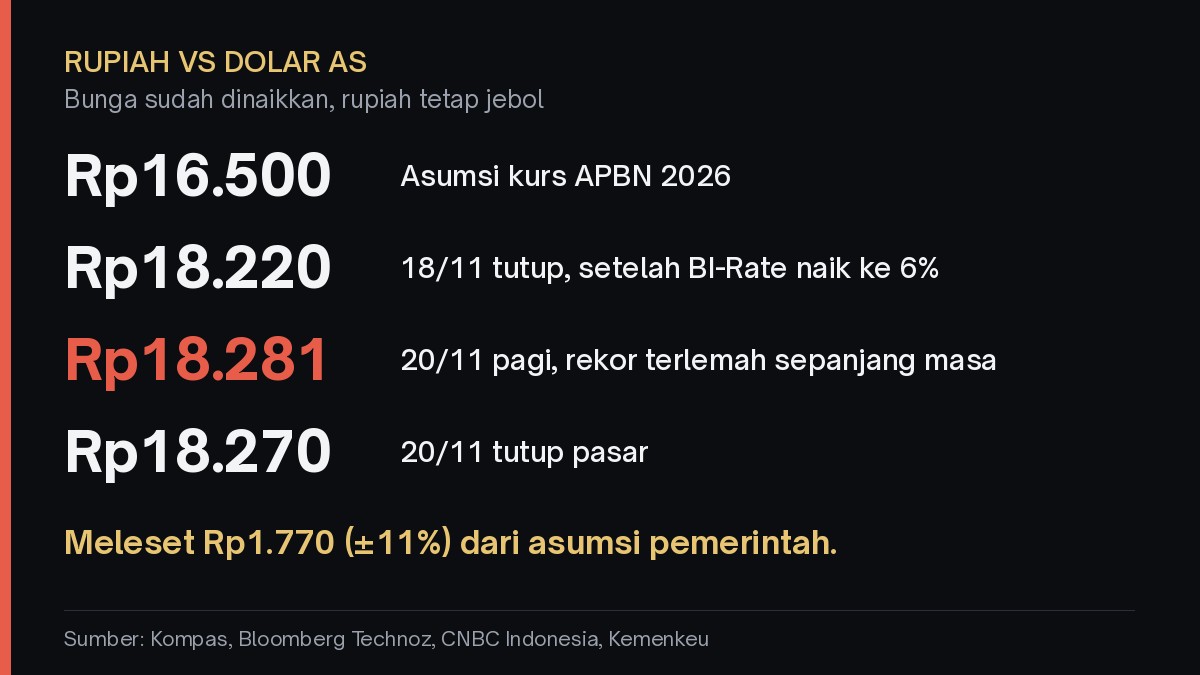 RUPIAH VS DOLAR AS
Bunga sudah dinaikkan, rupiah tetap jebol
Rp16.500 Asumsi kurs APBN 2026
Rp18.220 18/11 tutup, setelah BI-Rate naik ke 6%
Rp18.281 20/11 pagi, rekor terlemah sepanjang masa
Rp18.270 20/11 tutup pasar
Meleset Rp1.770 (±11%) dari asumsi pemerintah.
Sumber: Kompas, Bloomberg Technoz, CNBC Indonesia, Kemenkeu